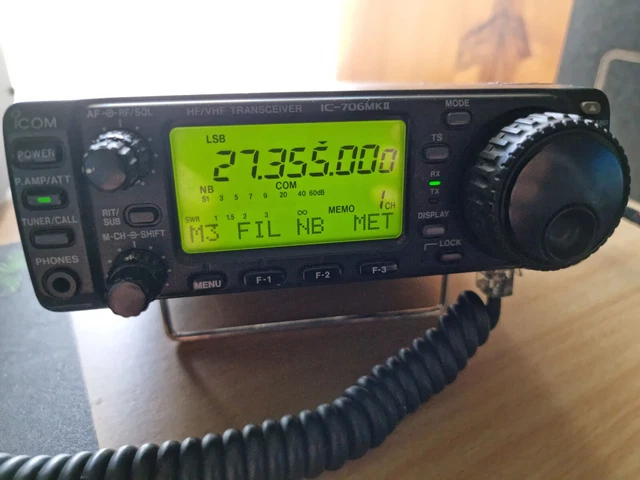 ICOM
AF-RF/SQL
HF/VHF TRANSCEIVER IC-706MKII
MODE
POWER
P.AMP/ATT
TUNER/CALL
PHONES
RIT/
SUB
M-CH-SHIFT
TS
RX
TX
DISPLAY
LOCK
LSB
27.355.000
NB COM
S1 3 5 7 9 20 40 60dB
1 CH
SWR 1 1.5 2 3 ∞ MEMO
M3 FIL NB MET
MENU F-1 F-2 F-3